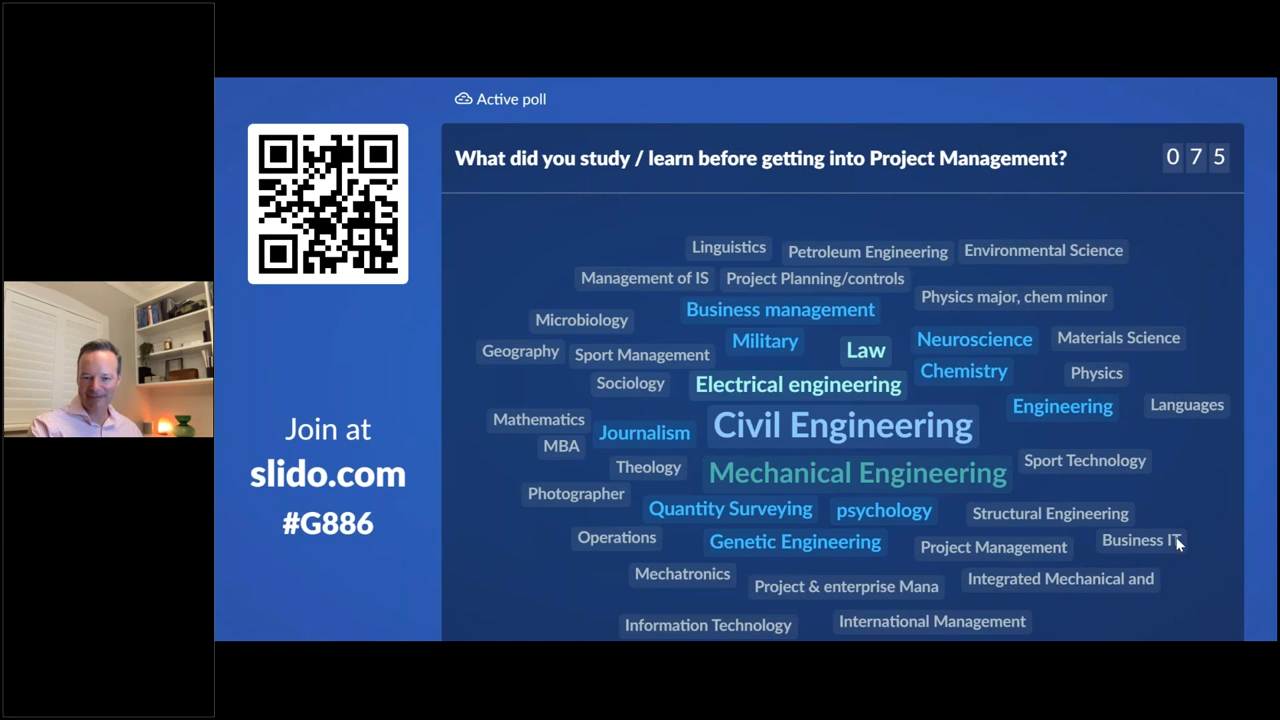 Active poll
What did you study / learn before getting into Project Management?
075
Linguistics
Petroleum Engineering
Environmental Science
Management of IS
Project Planning/controls
Physics major, chem minor
Business management
Microbiology
Military
Law
Neuroscience
Materials Science
Geography
Sport Management
Chemistry
Physics
Sociology
Electrical engineering
Engineering
Languages
Mathematics
Journalism
Civil Engineering
MBA
Theology
Mechanical Engineering
Sport Technology
Photographer
Quantity Surveying
psychology
Structural Engineering
Operations
Genetic Engineering
Project Management
Business IT
Mechatronics
Project & enterprise Mana
Integrated Mechanical and
Information Technology
International Management
Join at
slido.com
#G886